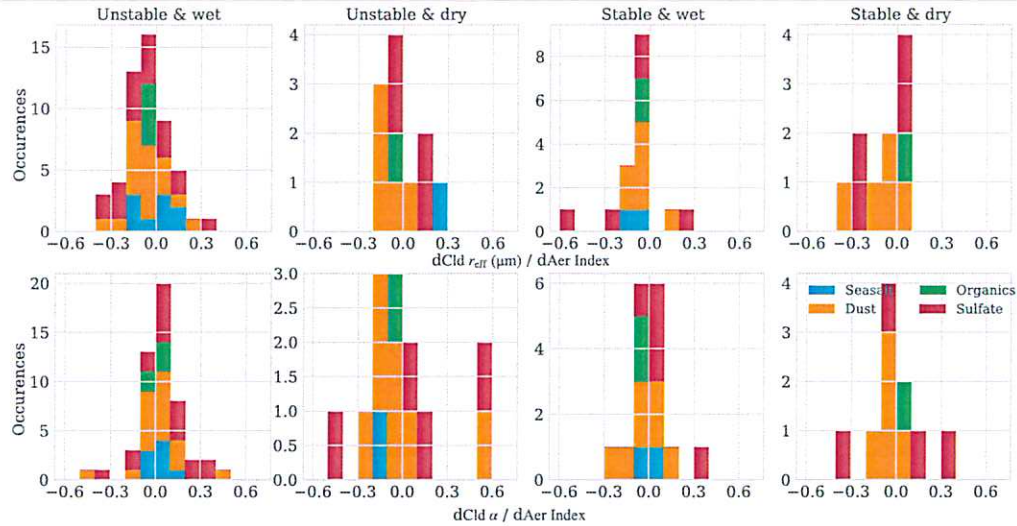 Unstable & wet
Unstable & dry
Stable & wet
Stable & dry
Occurences
15
10
5
0
−0.6 −0.3 0.0 0.3 0.6
4
3
2
1
0
−0.6 −0.3 0.0 0.3 0.6
8
6
4
2
0
−0.6 −0.3 0.0 0.3 0.6
4
3
2
1
0
−0.6 −0.3 0.0 0.3 0.6
dCld r_eff (μm) / dAer Index
Occurences
20
15
10
5
0
−0.6 −0.3 0.0 0.3 0.6
3.0
2.5
2.0
1.5
1.0
0.5
0.0
−0.6 −0.3 0.0 0.3 0.6
6
4
2
0
−0.6 −0.3 0.0 0.3 0.6
Seasalt Organics
Dust Sulfate
4
3
2
1
0
−0.6 −0.3 0.0 0.3 0.6
dCld α / dAer Index